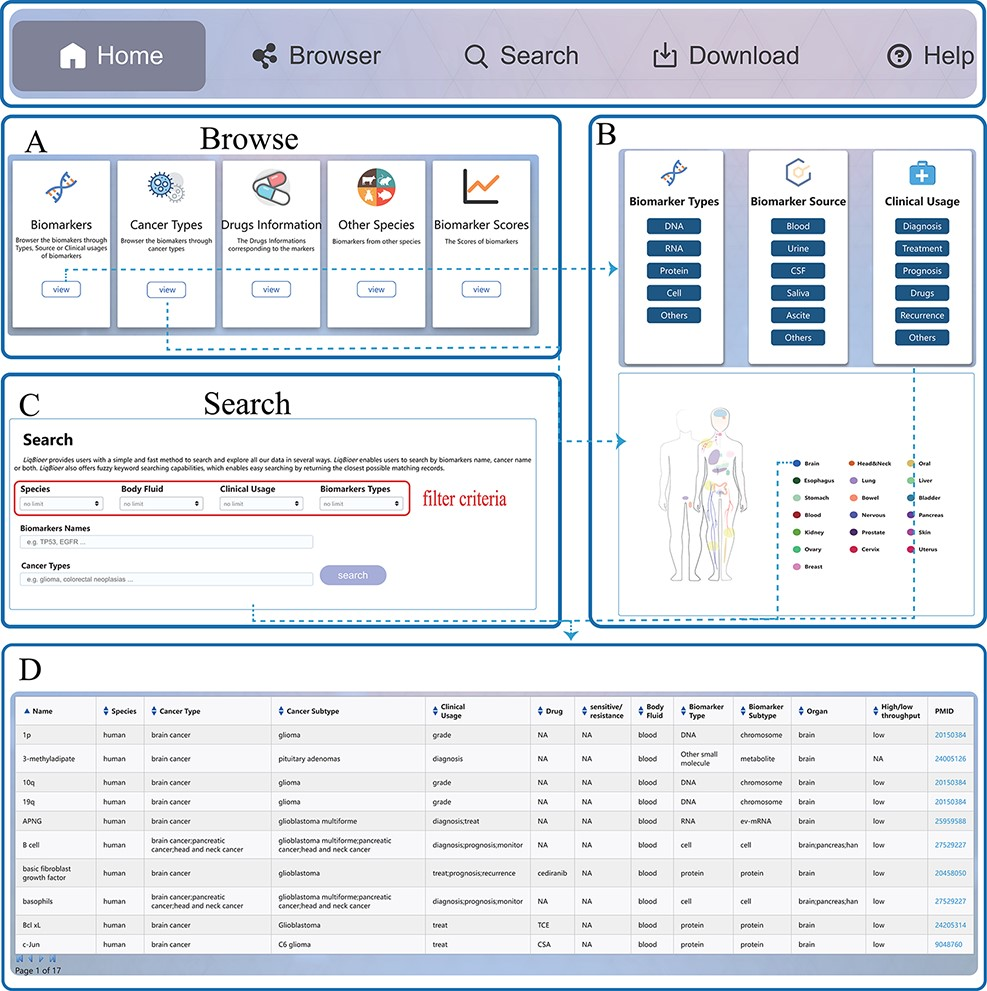 Home Browser Search Download Help
A Browse
Biomarkers
Browser the biomakers through
Types, Source or Clinical usages
of biomarkers
view
Cancer Types
Browser the biomakers through
cancer types
view
Drugs Information
The Drugs Informations
corresponding to the markers
view
Other Species
Biomarkers from other species
view
Biomarker Scores
The Scores of biomarkers
view
B
Biomarker Types
DNA
RNA
Protein
Cell
Others
Biomarker Source
Blood
Urine
CSF
Saliva
Ascite
Others
Clinical Usage
Diagnosis
Treatment
Prognosis
Drugs
Recurrence
Others
Brain Head&Neck Oral
Esophagus Lung Liver
Stomach Bowel Bladder
Blood Nervous Pancreas
Kidney Prostate Skin
Ovary Cervix Uterus
Breast
C Search
Search
LiqBioer provides users with a simple and fast method to search and explore all our data in several ways. LiqBioer enables users to search by biomarkers name, cancer name
or both. LiqBioer also offers fuzzy keyword searching capabilities, which enables easy searching by returning the closest possible matching records.
Species Body Fluid Clinical Usage Biomarkers Types
no limit no limit no limit no limit
filter criteria
Biomarkers Names
e.g. TP53, EGFR ...
Cancer Types
e.g. glioma, colorectal neoplasias ...
search
D
Name Species Cancer Type Cancer Subtype Clinical Usage Drug sensitive/resistance Body Fluid Biomarker Type Biomarker Subtype Organ High/low throughput PMID
1p human brain cancer glioma grade NA NA blood DNA chromosome brain low 20150384
3-methyladipate human brain cancer pituitary adenomas diagnosis NA NA blood Other small molecule metabolite brain NA 24005126
10q human brain cancer glioma grade NA NA blood DNA chromosome brain low 20150384
19q human brain cancer glioma grade NA NA blood DNA chromosome brain low 20150384
APNG human brain cancer glioblastoma multiforme diagnosis;treat NA NA blood RNA ev-mRNA brain low 25959588
B cell human brain cancer;pancreatic cancer;head and neck cancer glioblastoma multiforme;pancreatic cancer;head and neck cancer diagnosis;prognosis;monitor NA NA blood cell cell brain;pancreas;han low 27529227
basic fibroblast growth factor human brain cancer glioblastoma treat;prognosis;recurrence cediranib NA blood protein protein brain low 20458050
basophils human brain cancer;pancreatic cancer;head and neck cancer glioblastoma multiforme;pancreatic cancer;head and neck cancer diagnosis;prognosis;monitor NA NA blood cell cell brain;pancreas;han low 27529227
Bcl xL human brain cancer Glioblastoma treat TCE NA blood protein protein brain low 24205314
c-Jun human brain cancer C6 glioma treat CSA NA blood protein protein brain low 9048760
Page 1 of 17